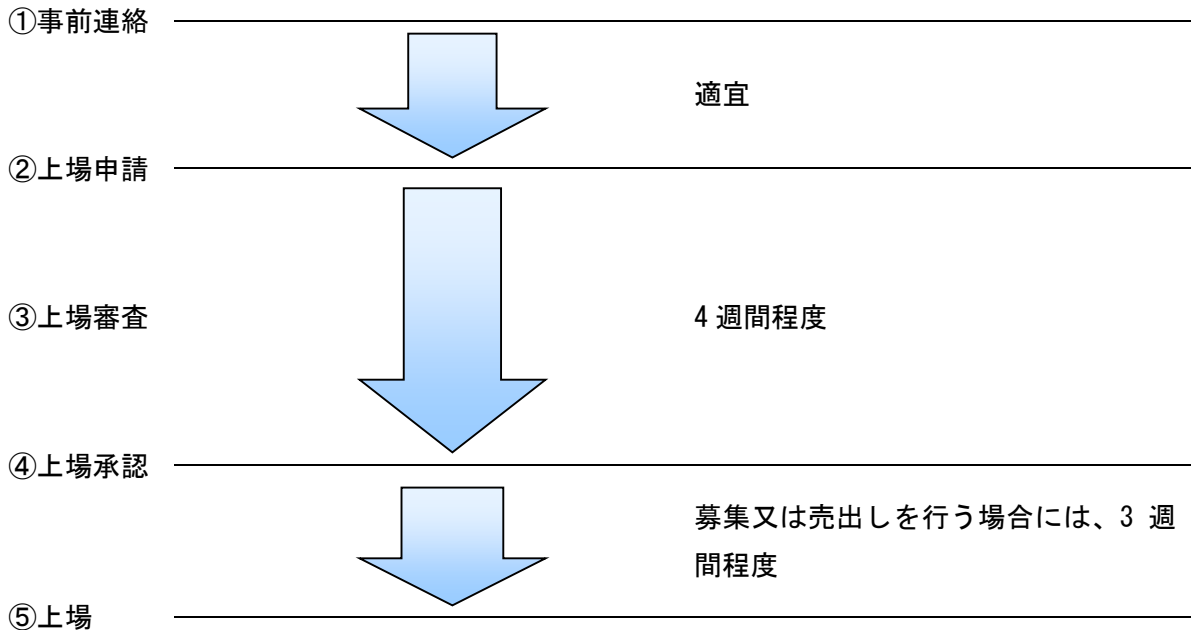 ①事前連絡
適宜
②上場申請
③上場審査
4 週間程度
④上場承認
募集又は売出しを行う場合には、3 週
間程度
⑤上場